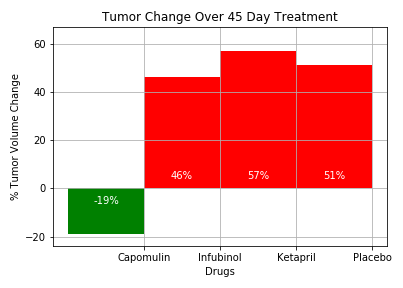 Tumor Change Over 45 Day Treatment
% Tumor Volume Change
60
40
20
0
−20
-19%
46%
57%
51%
Capomulin
Infubinol
Ketapril
Placebo
Drugs